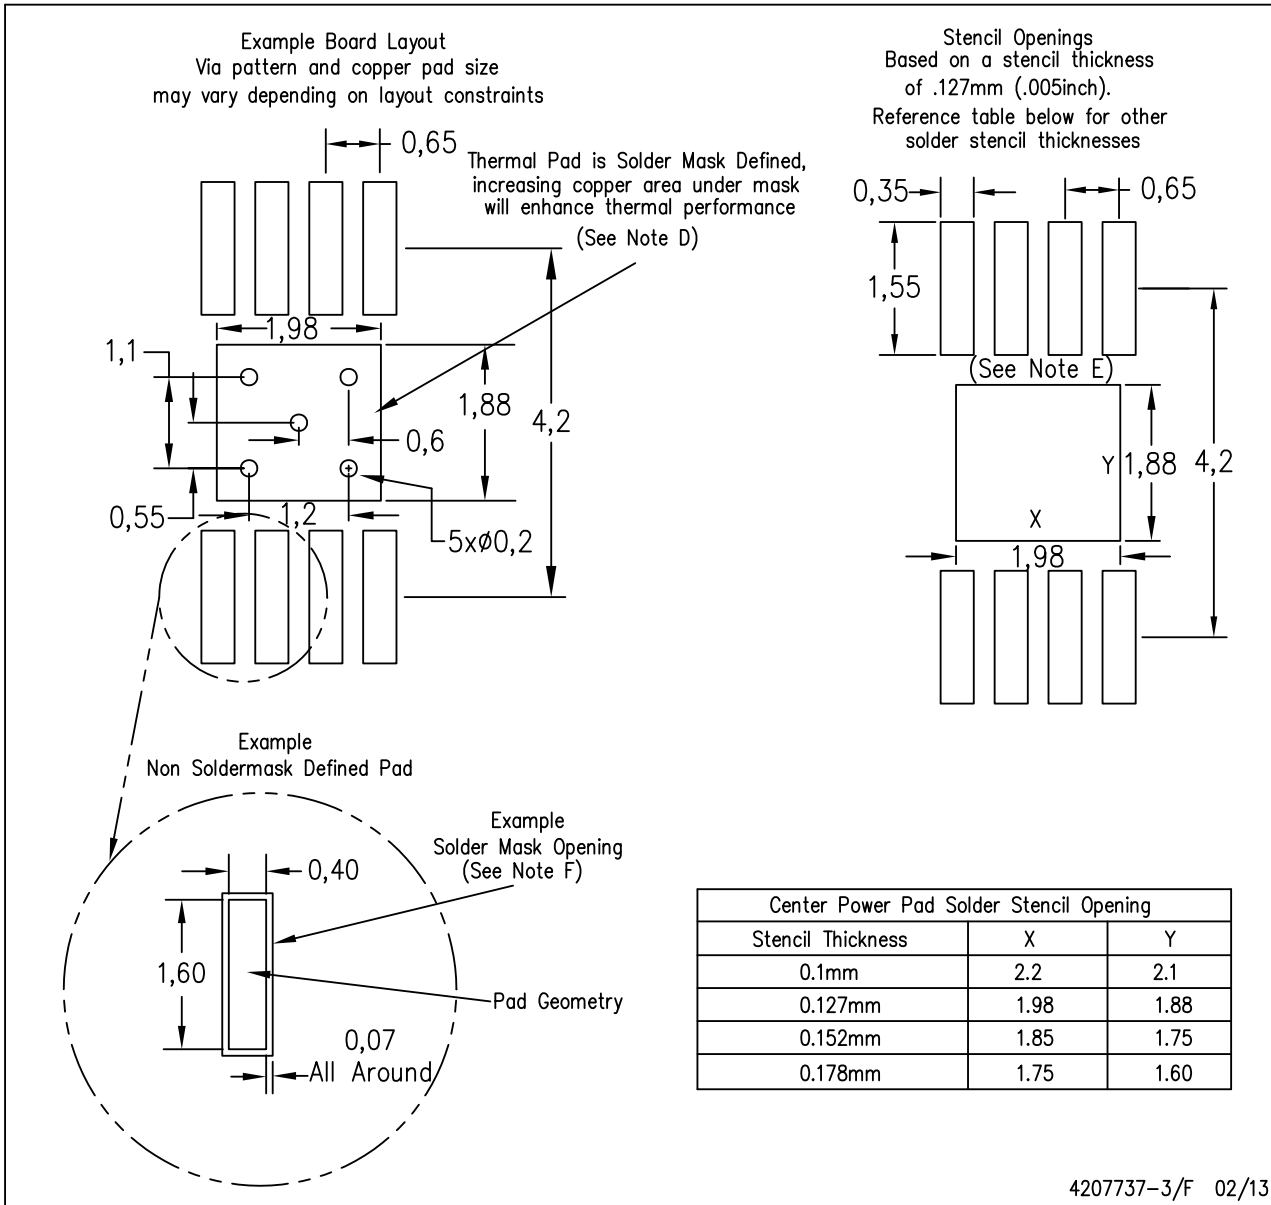 Example Board Layout
Via pattern and copper pad size
may vary depending on layout constraints
0,65
Thermal Pad is Solder Mask Defined,
increasing copper area under mask
will enhance thermal performance
(See Note D)
1,98
1,1
1,88
4,2
0,6
0,55
1,2
5xø0,2
Stencil Openings
Based on a stencil thickness
of .127mm (.005inch).
Reference table below for other
solder stencil thicknesses
0,35
0,65
1,55
(See Note E)
Y
1,88
4,2
X
1,98
Example
Non Soldermask Defined Pad
Example
Solder Mask Opening
(See Note F)
0,40
1,60
Pad Geometry
0,07
All Around
Center Power Pad Solder Stencil Opening
Stencil Thickness X Y
0.1mm 2.2 2.1
0.127mm 1.98 1.88
0.152mm 1.85 1.75
0.178mm 1.75 1.60
4207737-3/F 02/13